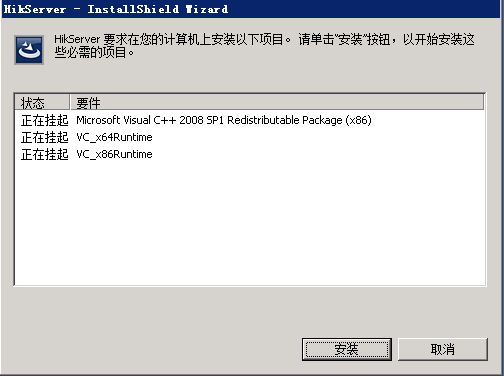 HikServer - InstallShield Wizard
HikServer 要求在您的计算机上安装以下项目。 请单击“安装”按钮，以开始安装这
些必需的项目。
状态 要件
正在挂起 Microsoft Visual C++ 2008 SP1 Redistributable Package (x86)
正在挂起 VC_x64Runtime
正在挂起 VC_x86Runtime
安装 取消